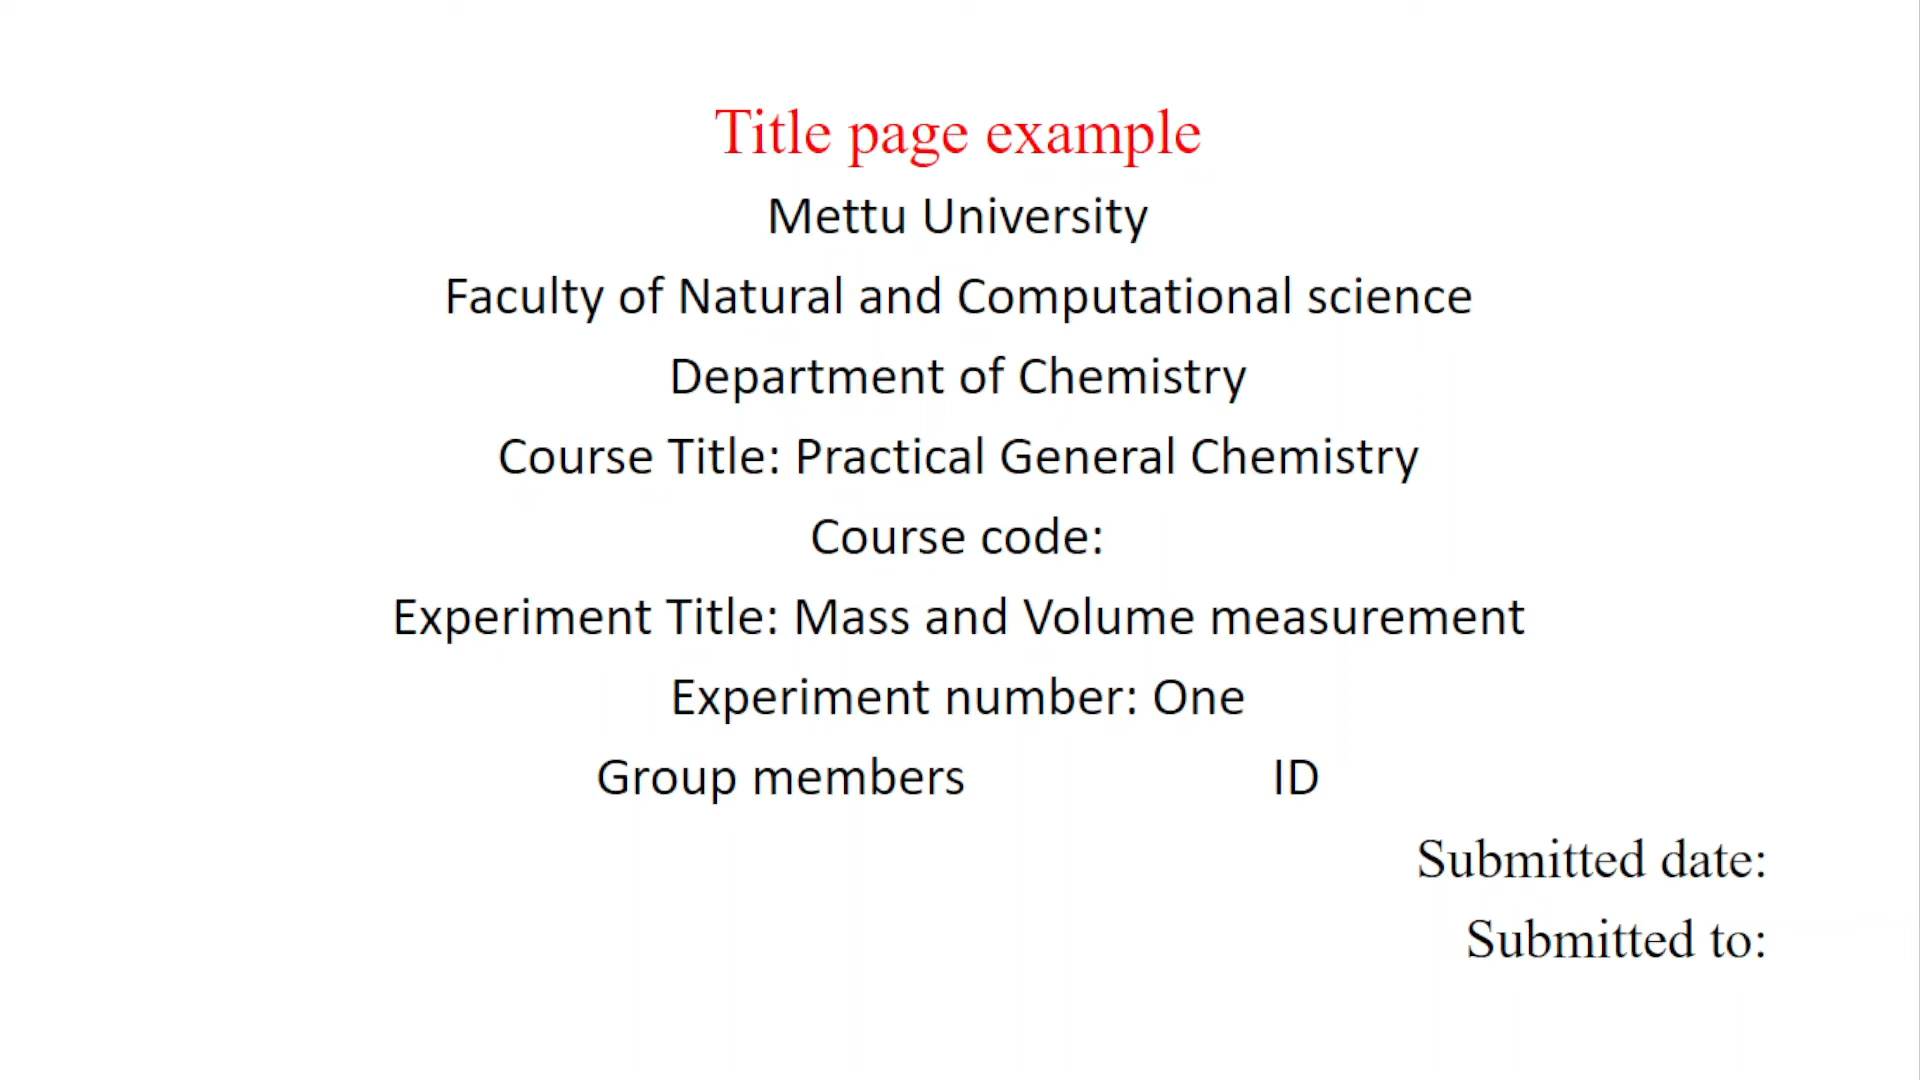 Title page example
Mettu University
Faculty of Natural and Computational science
Department of Chemistry
Course Title: Practical General Chemistry
Course code:
Experiment Title: Mass and Volume measurement
Experiment number: One
Group members ID
Submitted date:
Submitted to: